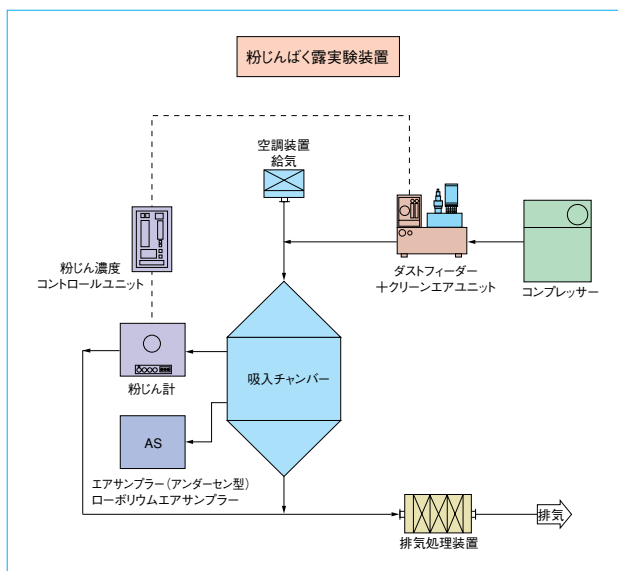 粉じんばく露実験装置
空調装置
給気
粉じん濃度
コントロールユニット
ダストフィーダー
＋クリーンエアユニット
コンプレッサー
粉じん計
吸入チャンバー
AS
エアサンプラー（アンダーセン型）
ローボリウムエアサンプラー
排気処理装置
排気